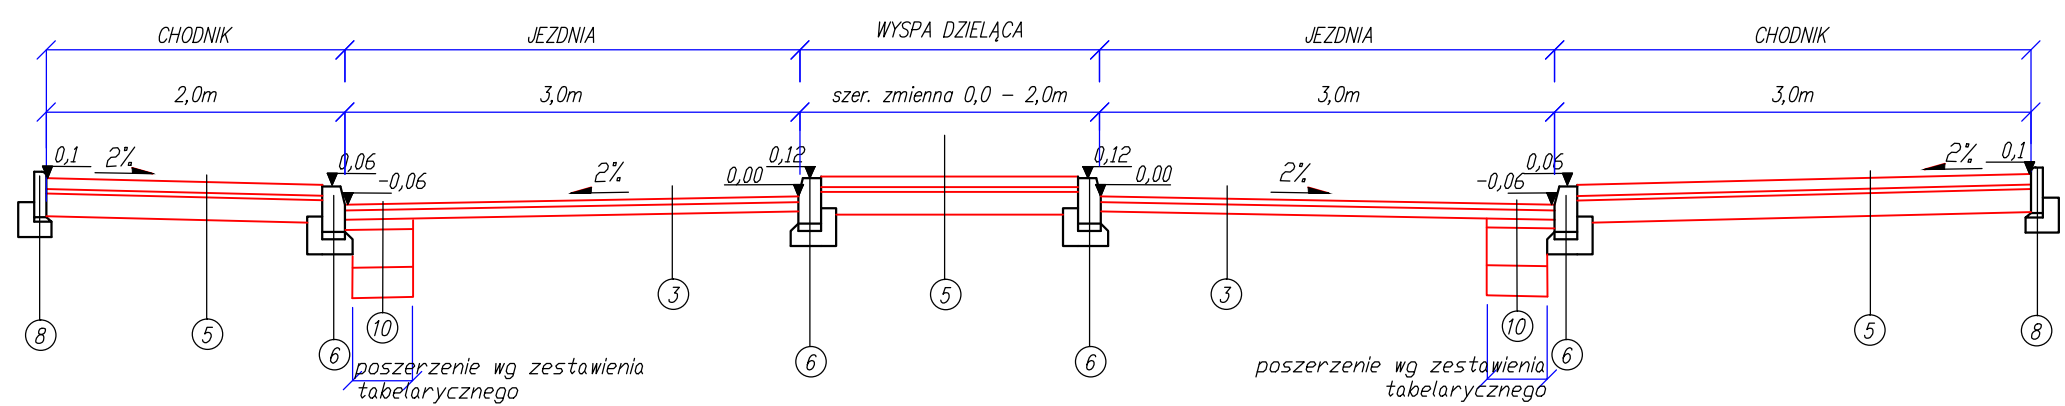 CHODNIK JEZDNIA WYSPA DZIELĄCA JEZDNIA CHODNIK
2,0m 3,0m szer. zmienna 0,0 - 2,0m 3,0m 3,0m
0,1 2% 0,06 0,12 0,12 0,06 2% 0,1
-0,06 2% 0,00 0,00 2% -0,06
8 5 6 10 3 6 5 6 3 10 6 5 8
poszerzenie wg zestawienia
tabelarycznego
poszerzenie wg zestawienia
tabelarycznego